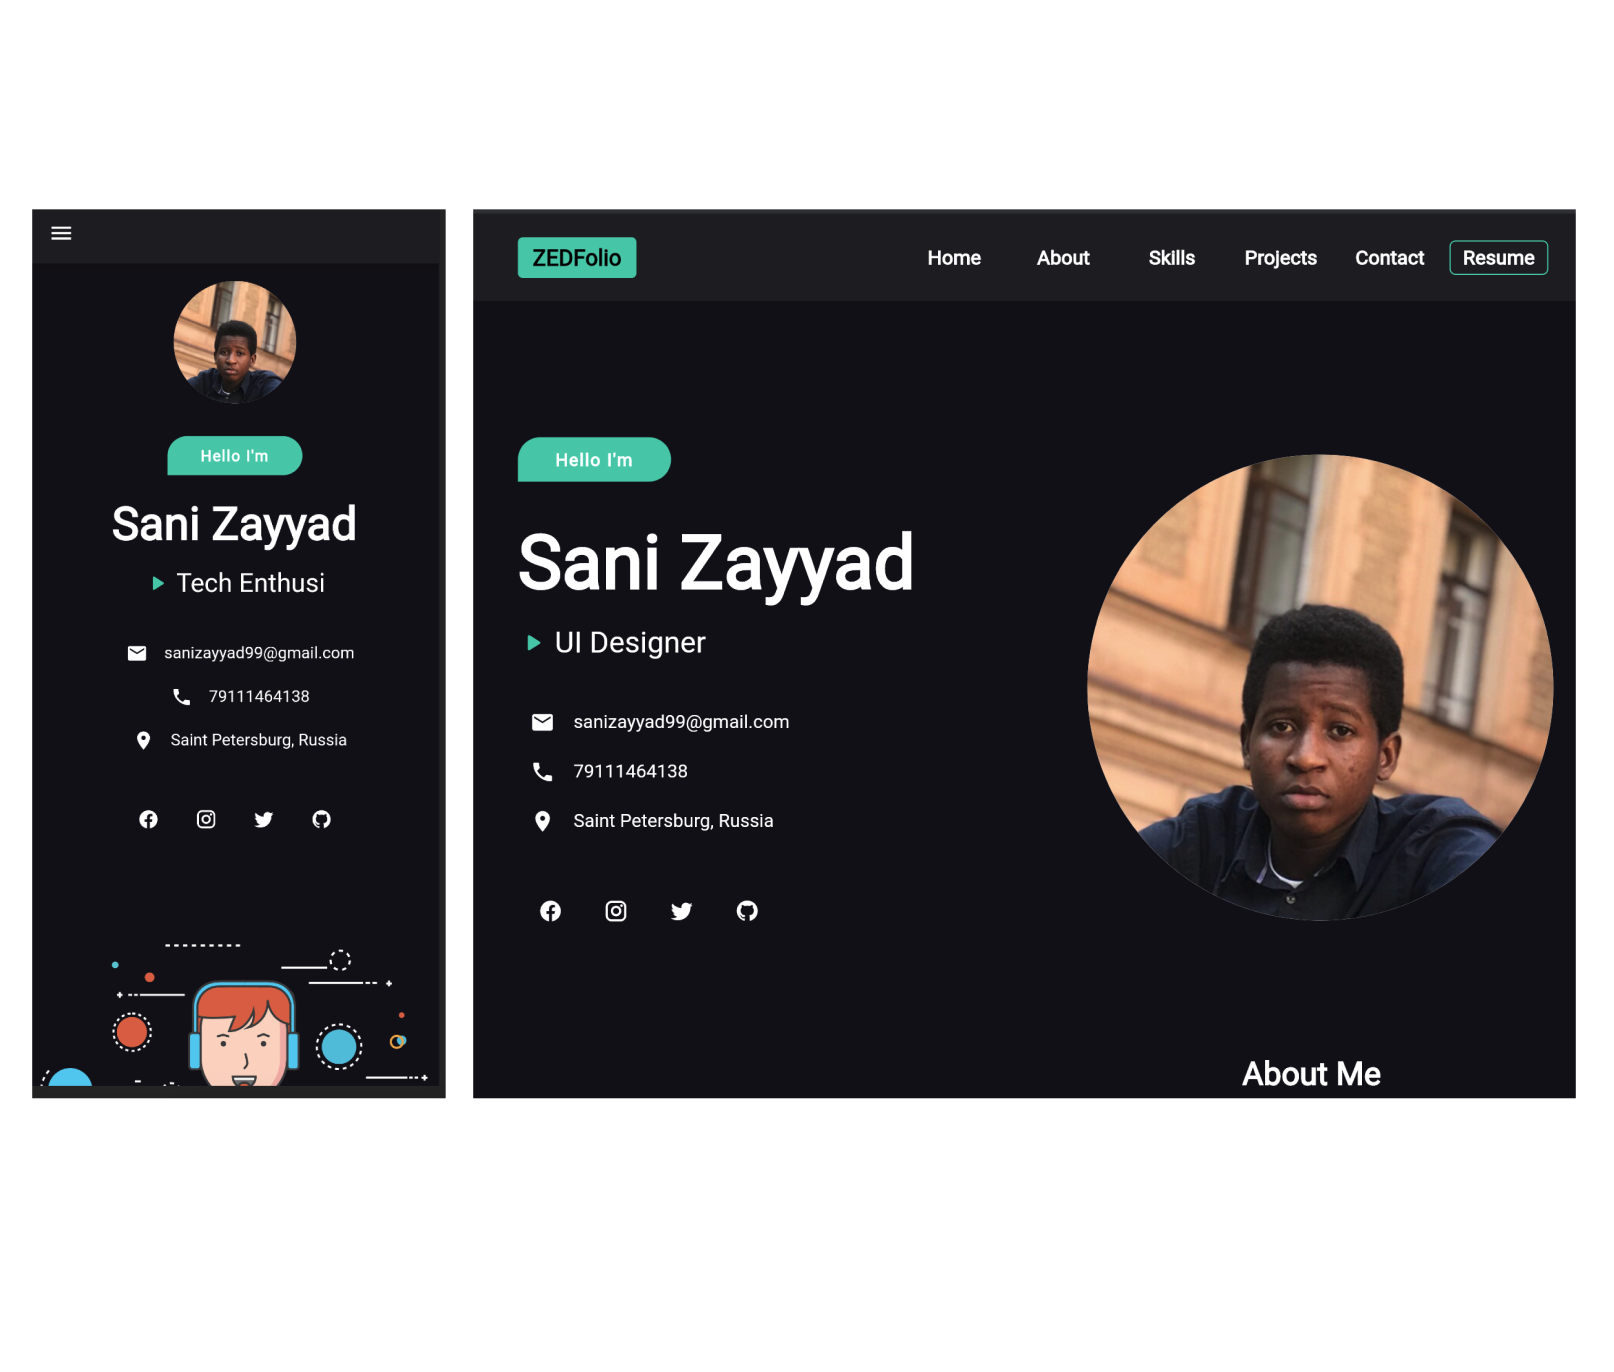 Hello I'm
Sani Zayyad
Tech Enthusi
sanizayyad99@gmail.com
79111464138
Saint Petersburg, Russia
ZEDFolio
Home About Skills Projects Contact Resume
Hello I'm
Sani Zayyad
UI Designer
sanizayyad99@gmail.com
79111464138
Saint Petersburg, Russia
About Me